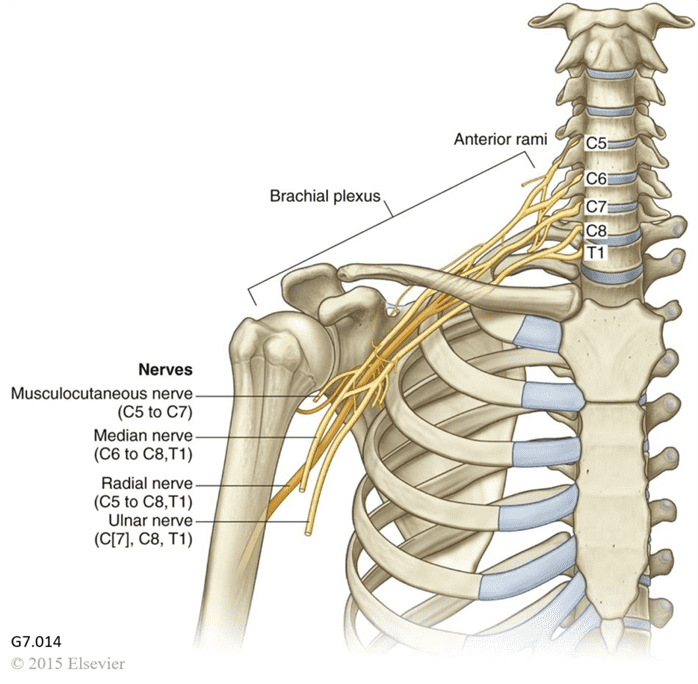 Anterior rami
C5
C6
Brachial plexus
C7
C8
T1
Nerves
Musculocutaneous nerve
(C5 to C7)
Median nerve
(C6 to C8,T1)
Radial nerve
(C5 to C8,T1)
Ulnar nerve
(C[7], C8, T1)
G7.014
© 2015 Elsevier